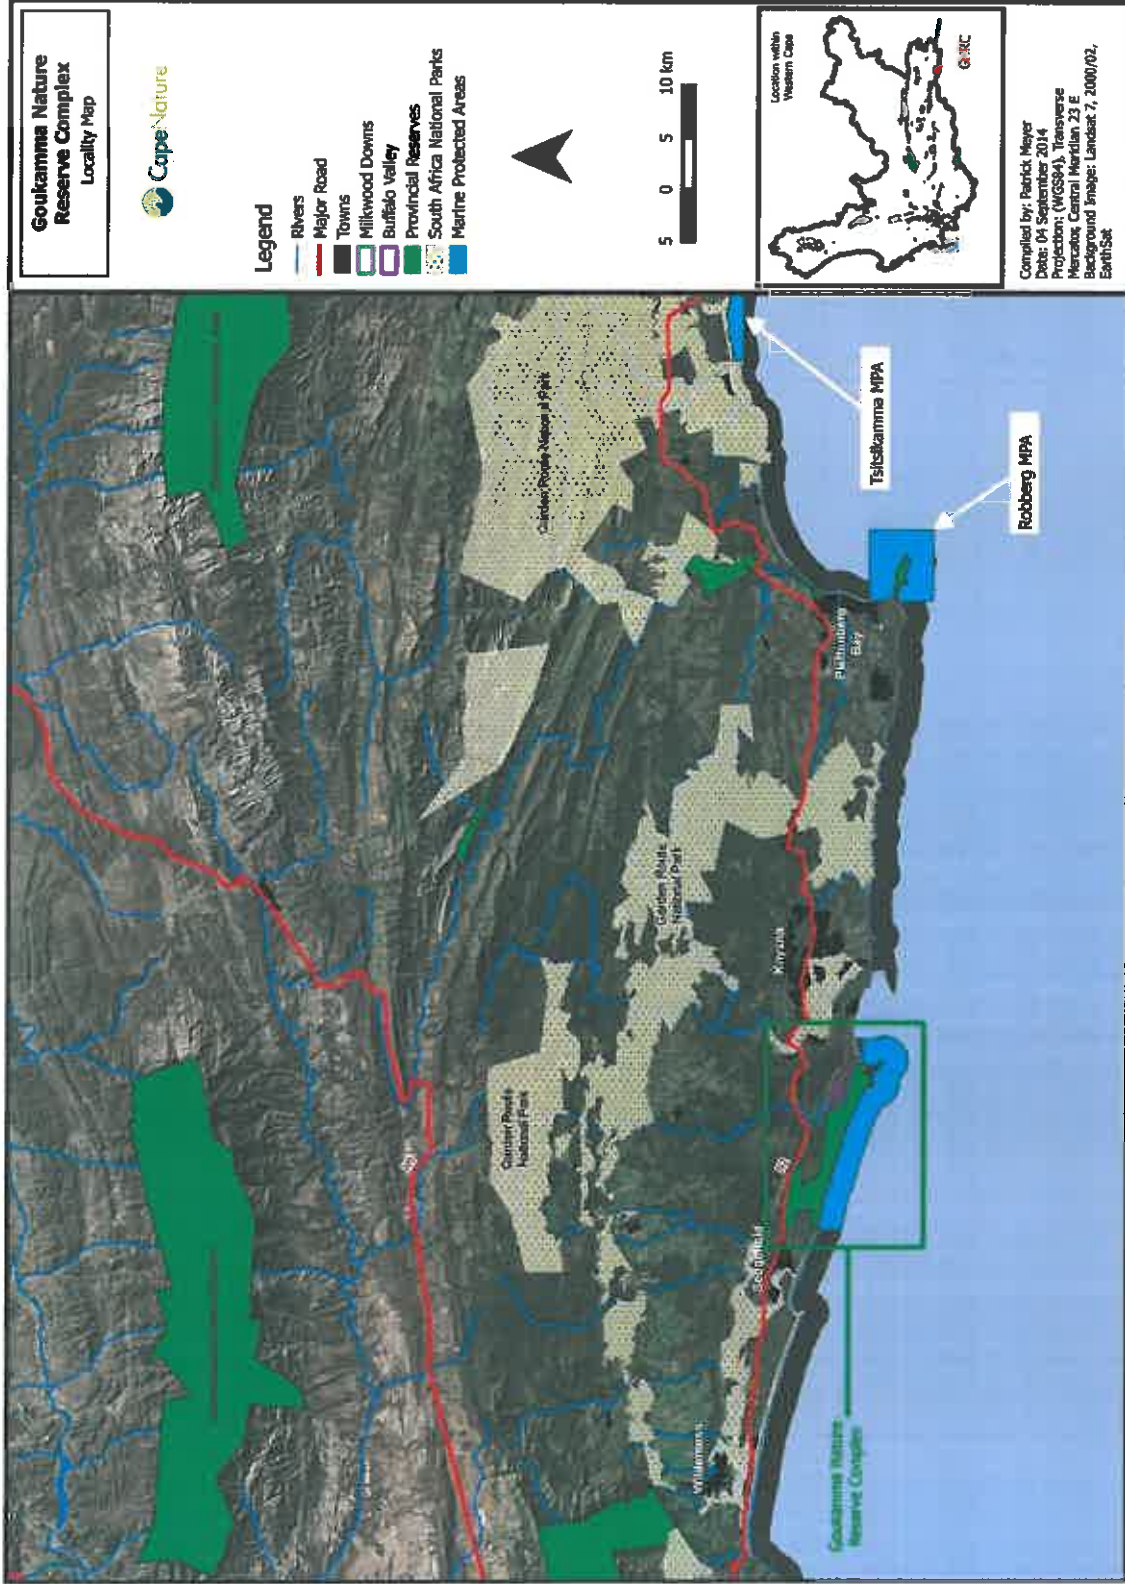 Goukamma Nature
Reserve Complex
Locality Map
CapeNature
Legend
Rivers
Major Road
Towns
Milkwood Downs
Buffalo Valley
Provincial Reserves
South Africa National Parks
Marine Protected Areas
5 0 5 10 km
Location within
Western Cape
GNRC
Compiled by: Patrick Meyer
Date: 04 September 2014
Projection: (WGS84), Transverse
Mercator, Central Meridian 23 E
Background Image: Landsat 7, 2000/02,
EarthSat
Garden Route National Park
Garden Route
National Park
Garden Route
National Park
Plettenberg
Bay
Knysna
Sedgefield
Wilderness
Tsitsikamma MPA
Robberg MPA
Goukamma Nature
Reserve Complex